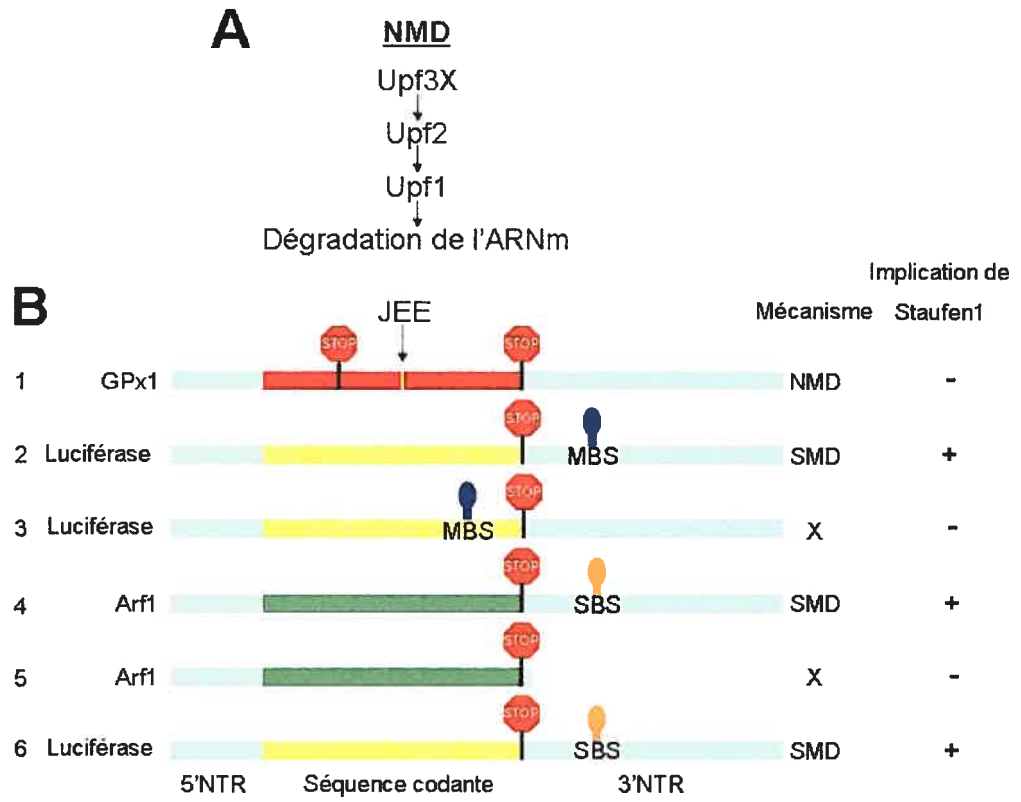 A
NMD
Upf3X
Upf2
Upf1
Dégradation de l'ARNm
B
JEE
Mécanisme
Implication de
Staufen1
STOP
STOP
1 GPx1 NMD -
STOP
MBS
2 Luciférase SMD +
STOP
MBS
3 Luciférase X -
STOP
SBS
4 Arf1 SMD +
STOP
5 Arf1 X -
STOP
SBS
6 Luciférase SMD +
5'NTR Séquence codante 3'NTR